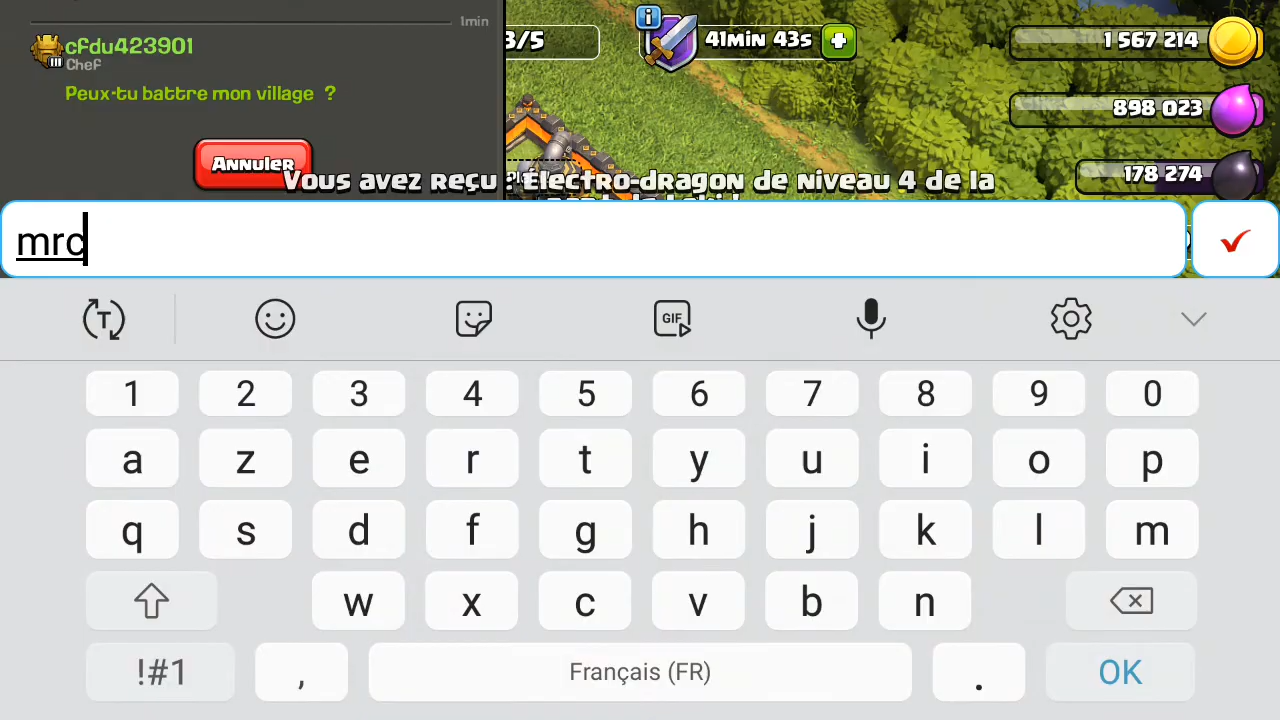 1min
cfdu423901
Chef
Peux-tu battre mon village ?
Annuler
3/5
41min 43s
1 567 214
898 023
178 274
Vous avez reçu : Électro-dragon de niveau 4 de la
mrc
T
GIF
1 2 3 4 5 6 7 8 9 0
a z e r t y u i o p
q s d f g h j k l m
w x c v b n
!#1 , Français (FR) . OK